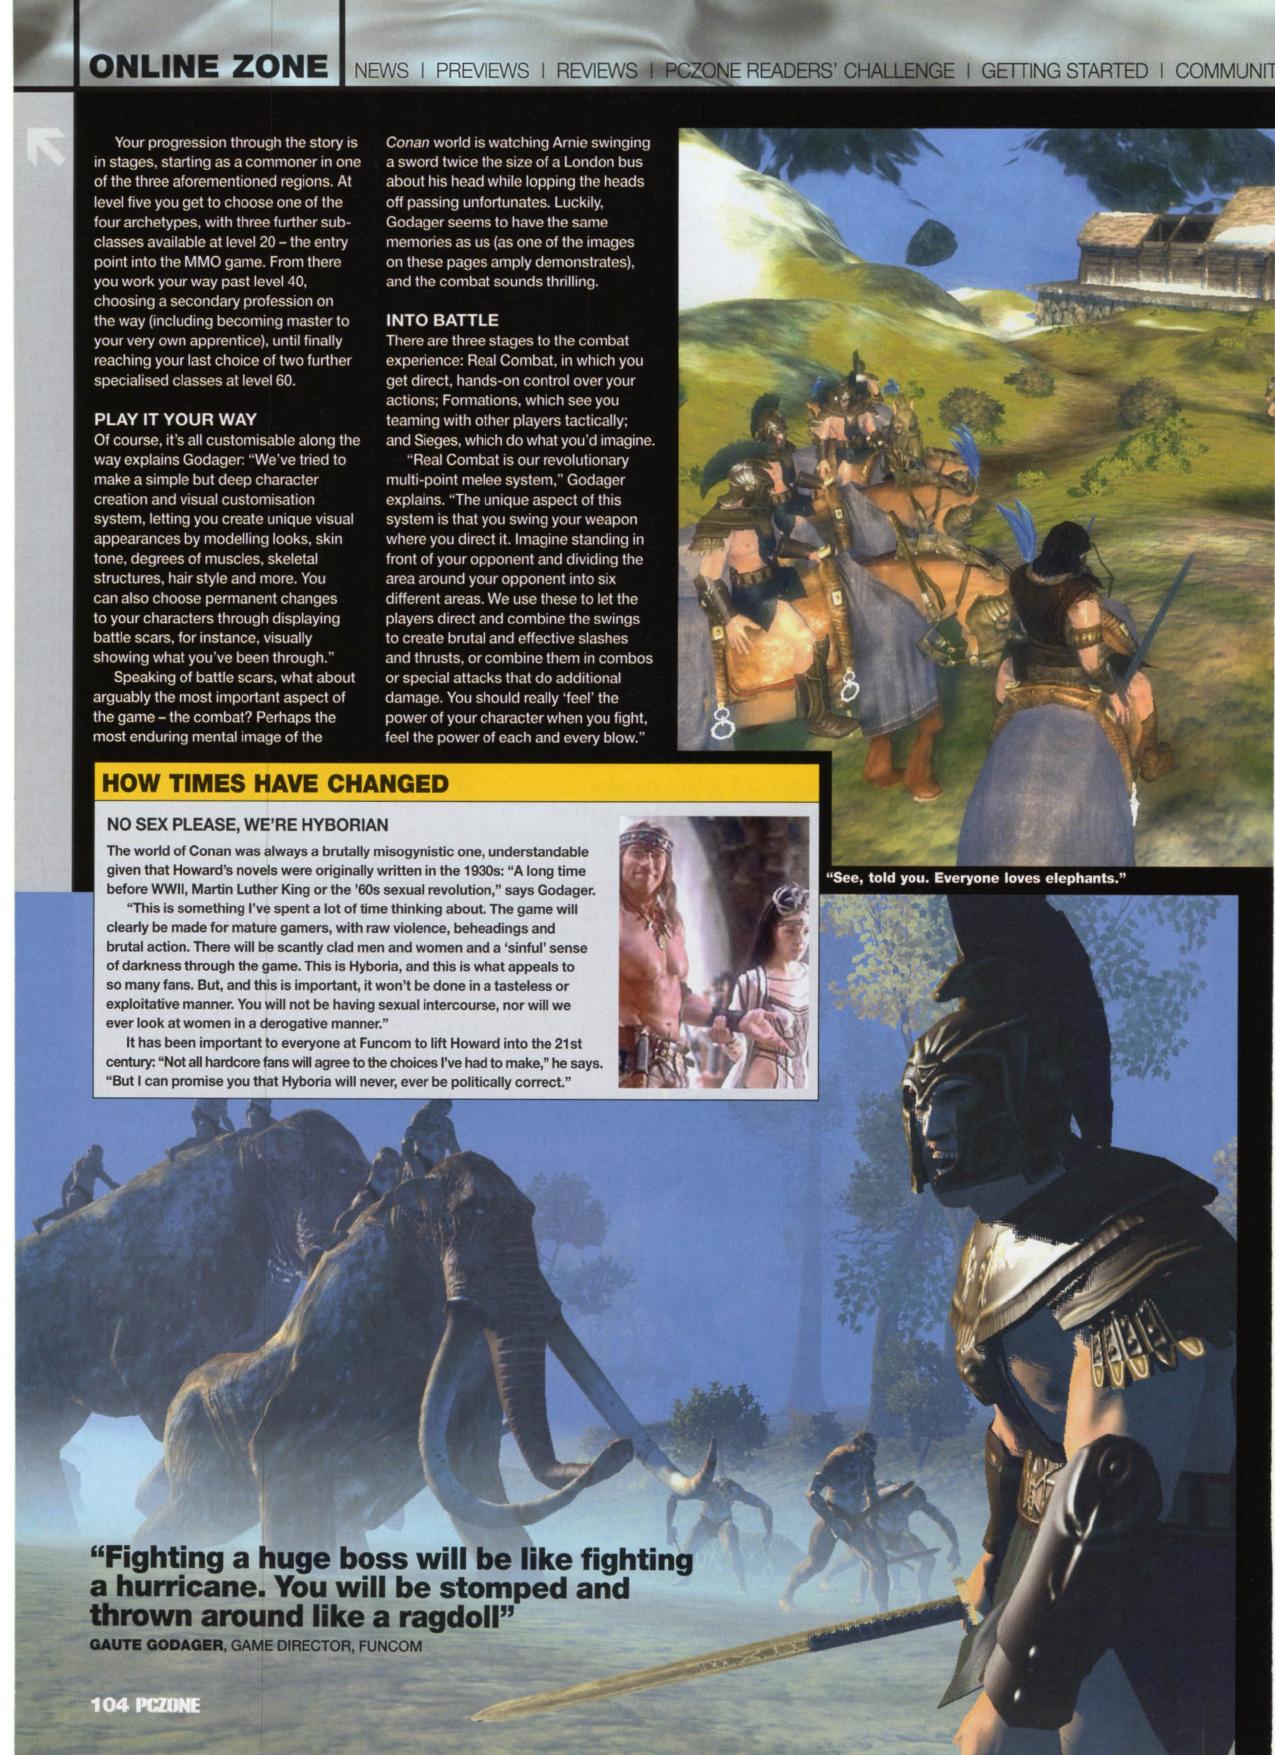 ONLINE ZONE
NEWS | PREVIEWS | REVIEWS | PCZONE READERS' CHALLENGE | GETTING STARTED | COMMUNIT
Your progression through the story is
in stages, starting as a commoner in one
of the three aforementioned regions. At
level five you get to choose one of the
four archetypes, with three further sub-
classes available at level 20 – the entry
point into the MMO game. From there
you work your way past level 40,
choosing a secondary profession on
the way (including becoming master to
your very own apprentice), until finally
reaching your last choice of two further
specialised classes at level 60.
PLAY IT YOUR WAY
Of course, it's all customisable along the
way explains Godager: “We've tried to
make a simple but deep character
creation and visual customisation
system, letting you create unique visual
appearances by modelling looks, skin
tone, degrees of muscles, skeletal
structures, hair style and more. You
can also choose permanent changes
to your characters through displaying
battle scars, for instance, visually
showing what you've been through.”
Speaking of battle scars, what about
arguably the most important aspect of
the game – the combat? Perhaps the
most enduring mental image of the
Conan world is watching Arnie swinging
a sword twice the size of a London bus
about his head while lopping the heads
off passing unfortunates. Luckily,
Godager seems to have the same
memories as us (as one of the images
on these pages amply demonstrates),
and the combat sounds thrilling.
INTO BATTLE
There are three stages to the combat
experience: Real Combat, in which you
get direct, hands-on control over your
actions; Formations, which see you
teaming with other players tactically;
and Sieges, which do what you'd imagine.
“Real Combat is our revolutionary
multi-point melee system,” Godager
explains. “The unique aspect of this
system is that you swing your weapon
where you direct it. Imagine standing in
front of your opponent and dividing the
area around your opponent into six
different areas. We use these to let the
players direct and combine the swings
to create brutal and effective slashes
and thrusts, or combine them in combos
or special attacks that do additional
damage. You should really ‘feel’ the
power of your character when you fight,
feel the power of each and every blow.”
HOW TIMES HAVE CHANGED
NO SEX PLEASE, WE'RE HYBORIAN
The world of Conan was always a brutally misogynistic one, understandable
given that Howard's novels were originally written in the 1930s: “A long time
before WWII, Martin Luther King or the '60s sexual revolution,” says Godager.
“This is something I've spent a lot of time thinking about. The game will
clearly be made for mature gamers, with raw violence, beheadings and
brutal action. There will be scantly clad men and women and a ‘sinful’ sense
of darkness through the game. This is Hyboria, and this is what appeals to
so many fans. But, and this is important, it won't be done in a tasteless or
exploitative manner. You will not be having sexual intercourse, nor will we
ever look at women in a derogative manner.”
It has been important to everyone at Funcom to lift Howard into the 21st
century: “Not all hardcore fans will agree to the choices I've had to make,” he says.
“But I can promise you that Hyboria will never, ever be politically correct.”
“See, told you. Everyone loves elephants.”
“Fighting a huge boss will be like fighting
a hurricane. You will be stomped and
thrown around like a ragdoll”
GAUTE GODAGER, GAME DIRECTOR, FUNCOM
104 PCZONE